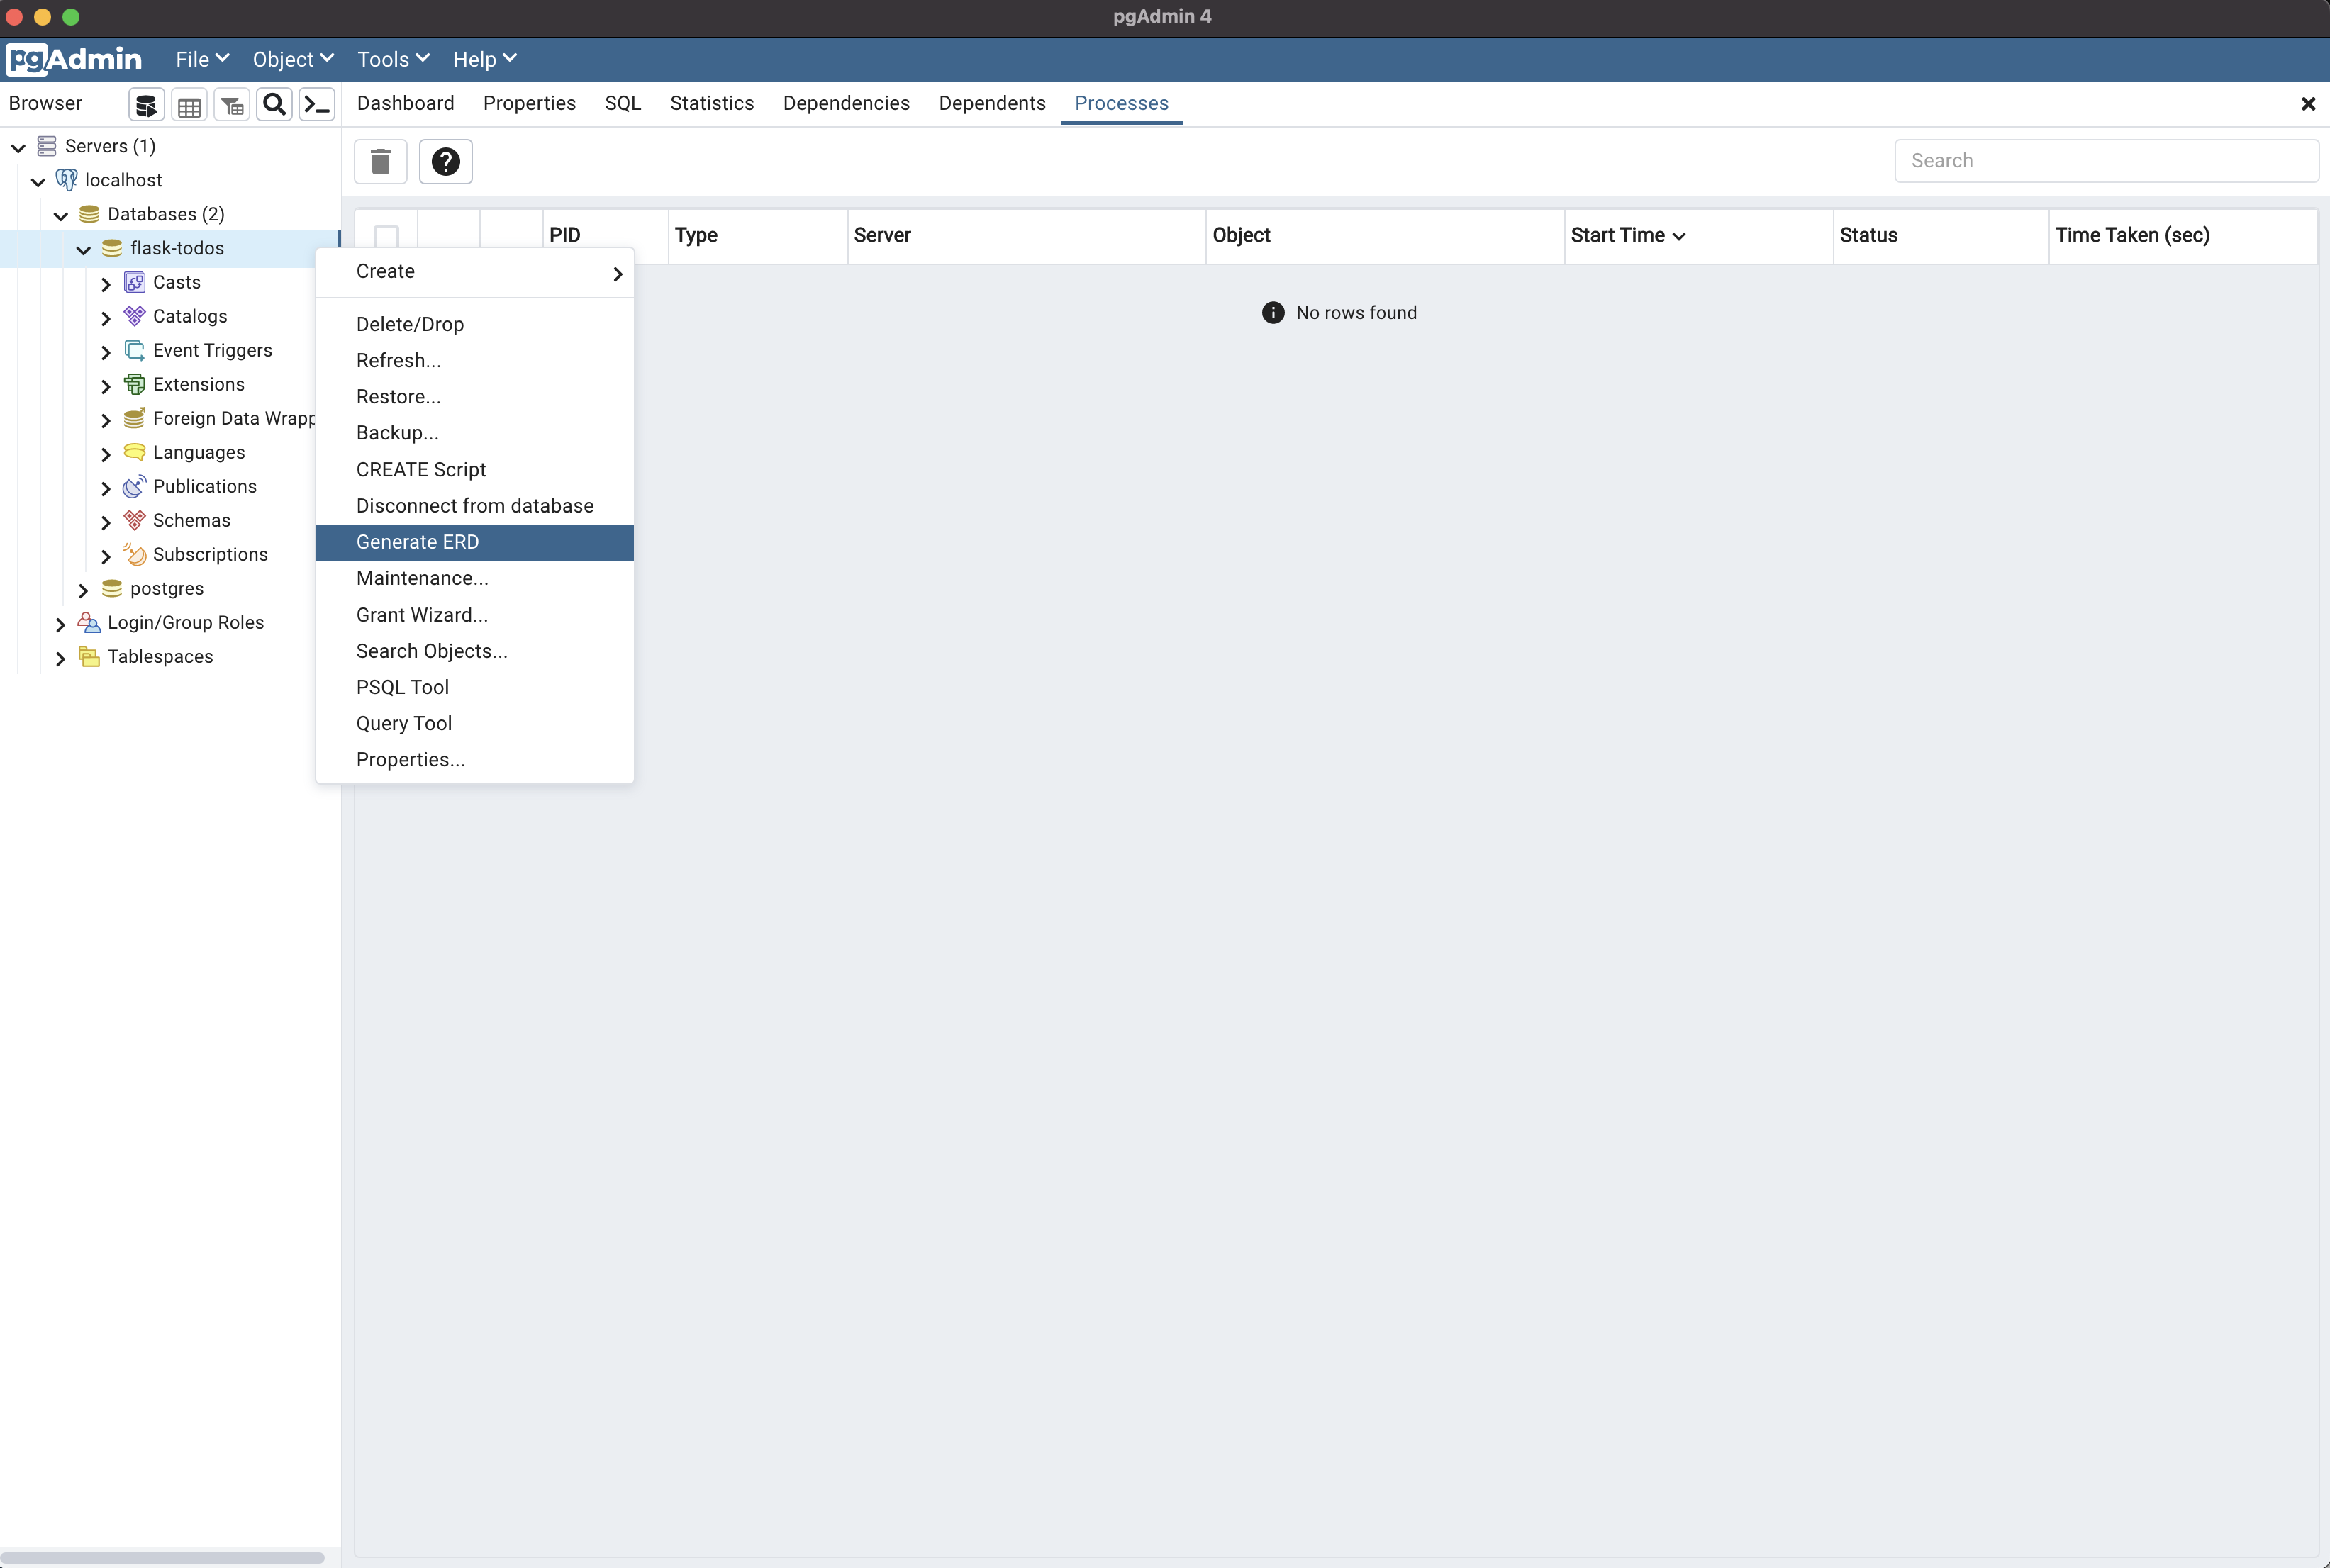 pgAdmin 4
pgAdmin File Object Tools Help
Browser Dashboard Properties SQL Statistics Dependencies Dependents Processes
Servers (1)
localhost
Databases (2)
flask-todos
Casts
Catalogs
Event Triggers
Extensions
Foreign Data Wrapp
Languages
Publications
Schemas
Subscriptions
postgres
Login/Group Roles
Tablespaces
Create
Delete/Drop
Refresh...
Restore...
Backup...
CREATE Script
Disconnect from database
Generate ERD
Maintenance...
Grant Wizard...
Search Objects...
PSQL Tool
Query Tool
Properties...
Search
PID Type Server Object Start Time Status Time Taken (sec)
No rows found